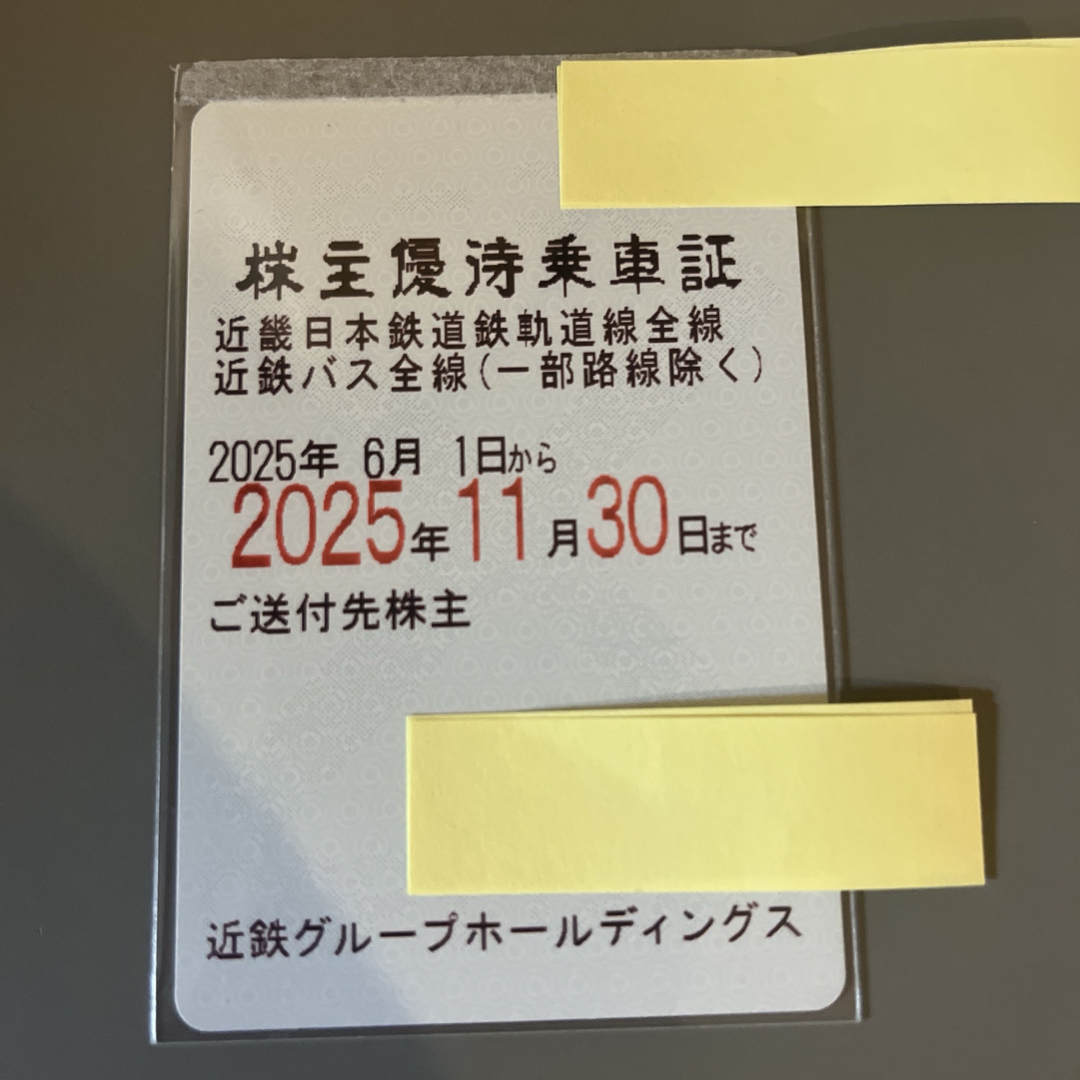 株主優待乗車証
近畿日本鉄道鉄軌道線全線
近鉄バス全線(一部路線除く)
2025年 6月 1日から
2025年11月30日まで
ご送付先株主
近鉄グループホールディングス